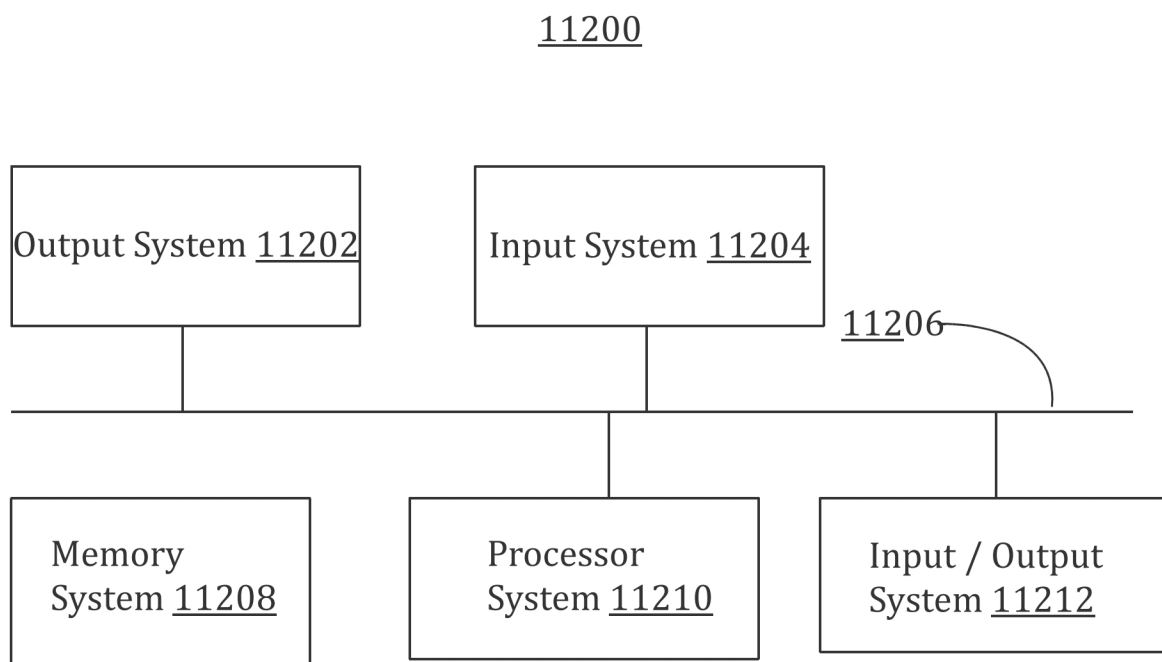 11200
Output System 11202
Input System 11204
11206
Memory
System 11208
Processor
System 11210
Input / Output
System 11212